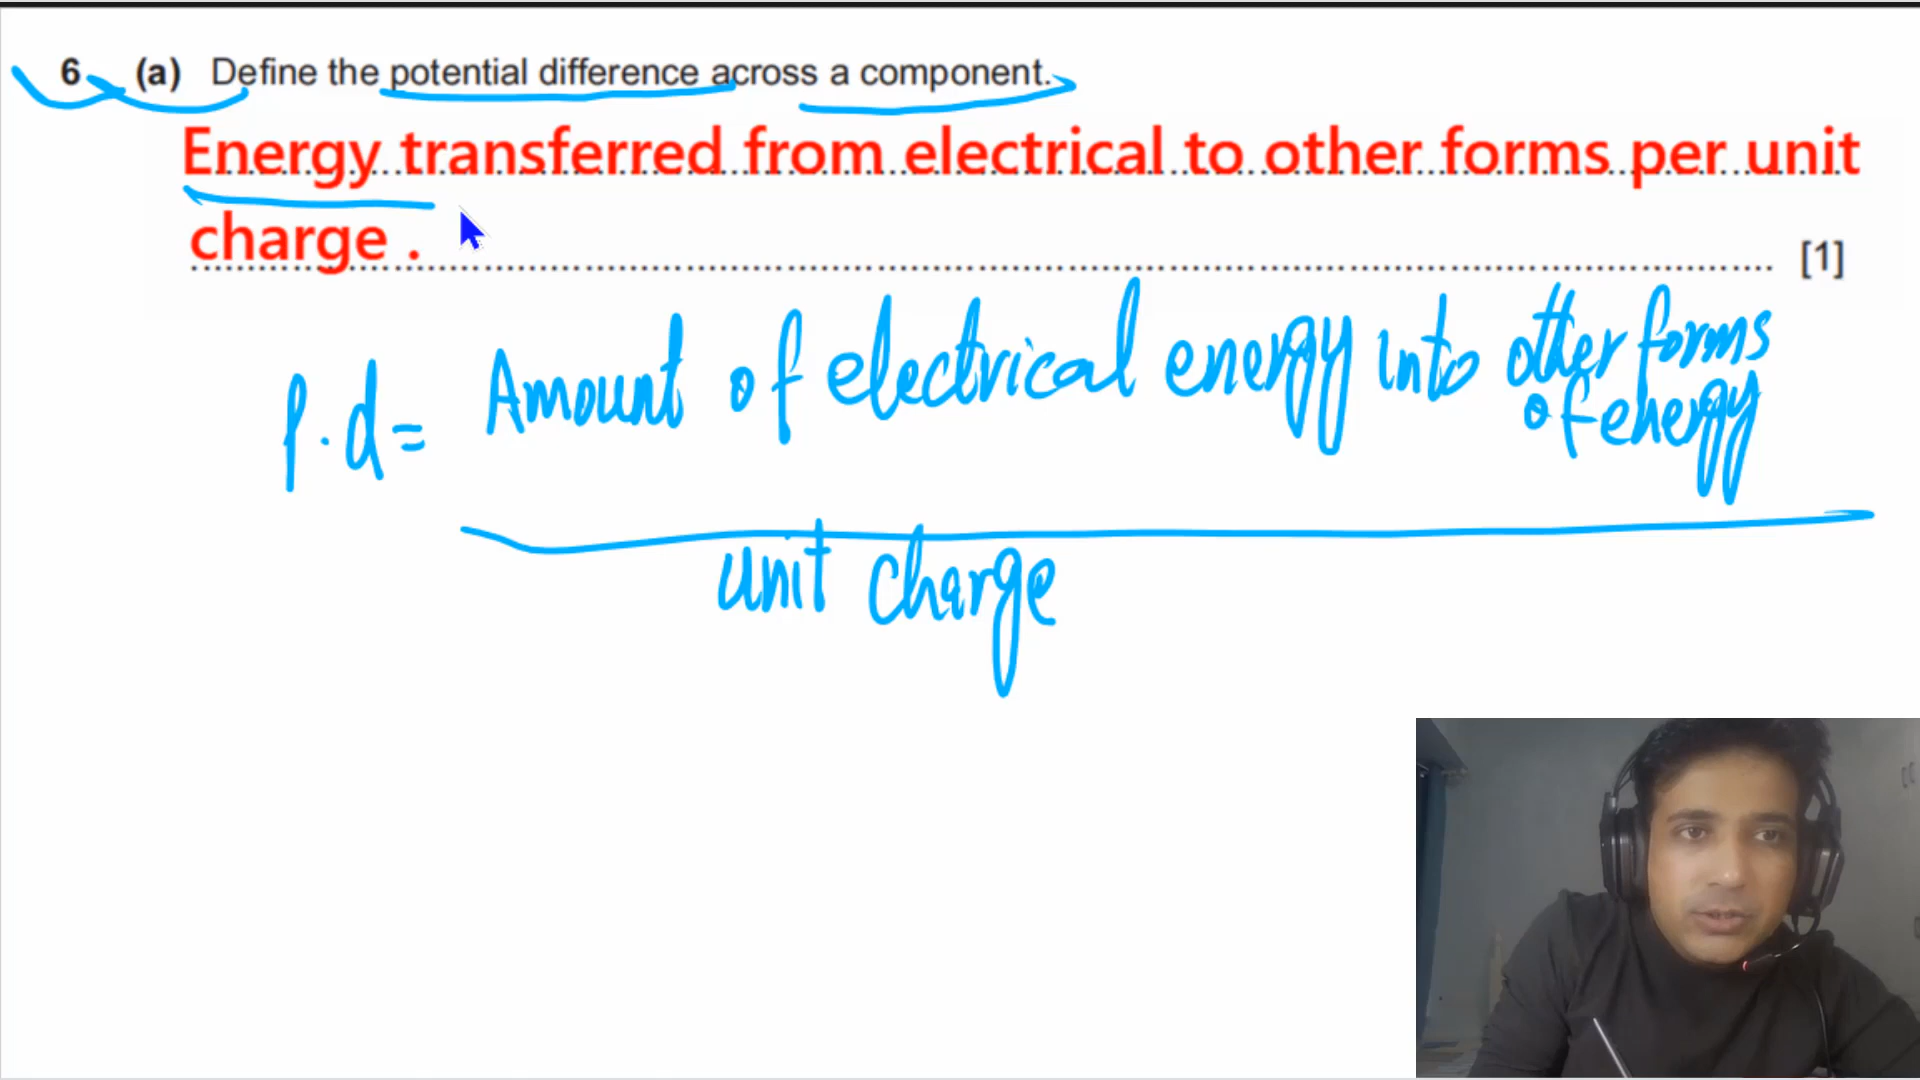 6 (a) Define the potential difference across a component.
Energy transferred from electrical to other forms per unit
charge .
[1]
P.d= Amount of electrical energy into other forms
of energy
unit charge